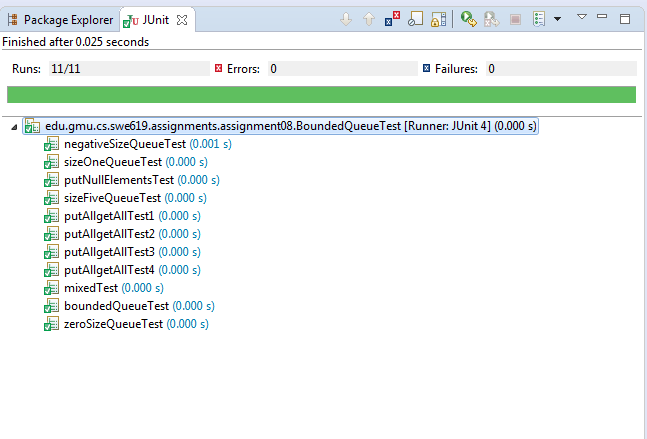 Package Explorer JUnit
Finished after 0.025 seconds
Runs: 11/11 Errors: 0 Failures: 0
edu.gmu.cs.swe619.assignments.assignment08.BoundedQueueTest [Runner: JUnit 4] (0.000 s)
negativeSizeQueueTest (0.001 s)
sizeOneQueueTest (0.000 s)
putNullElementsTest (0.000 s)
sizeFiveQueueTest (0.000 s)
putAllgetAllTest1 (0.000 s)
putAllgetAllTest2 (0.000 s)
putAllgetAllTest3 (0.000 s)
putAllgetAllTest4 (0.000 s)
mixedTest (0.000 s)
boundedQueueTest (0.000 s)
zeroSizeQueueTest (0.000 s)